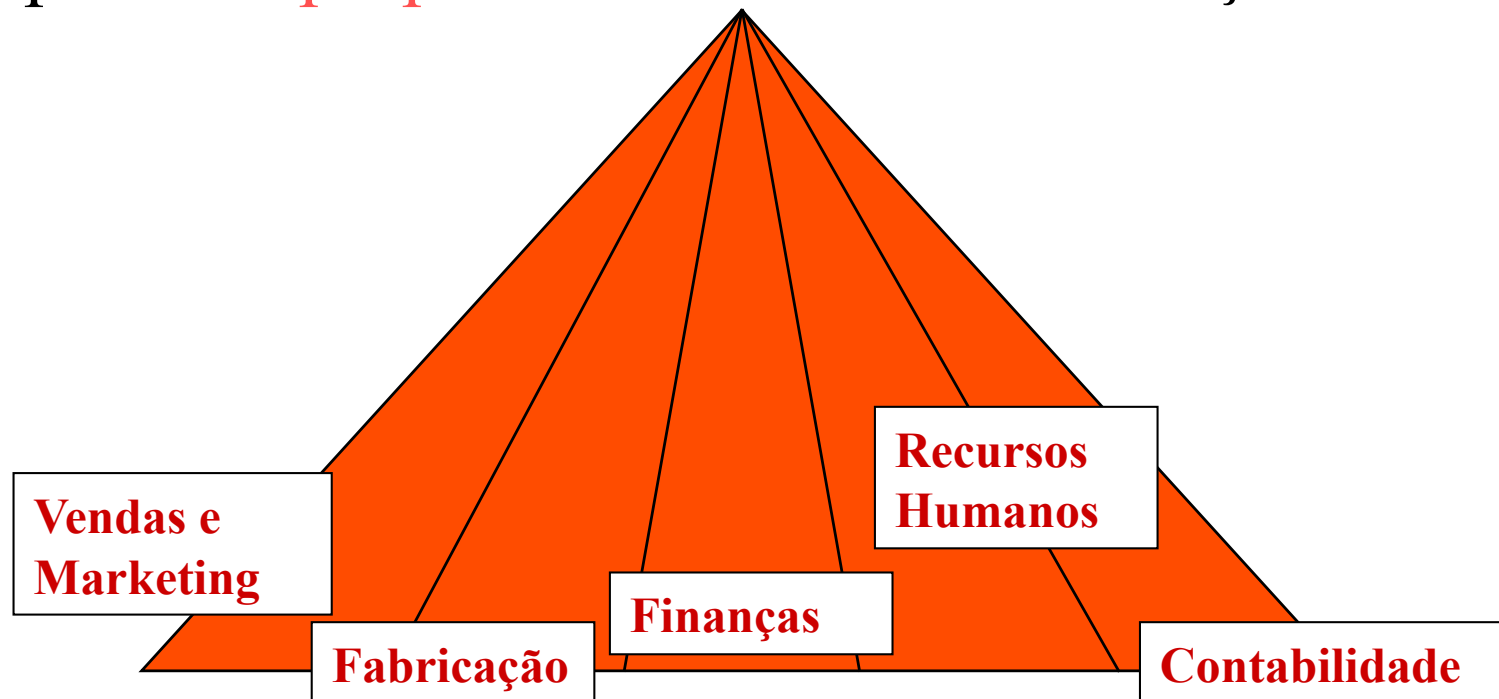 Vendas e
Marketing
Fabricação
Finanças
Recursos
Humanos
Contabilidade